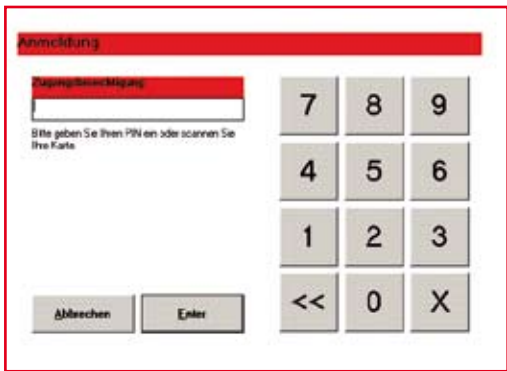 Anmeldung
Zugangsberechtigung
Bitte geben Sie Ihren PIN ein oder scannen Sie
Ihre Karte
7 8 9
4 5 6
1 2 3
<< 0 X
Abbrechen Enter